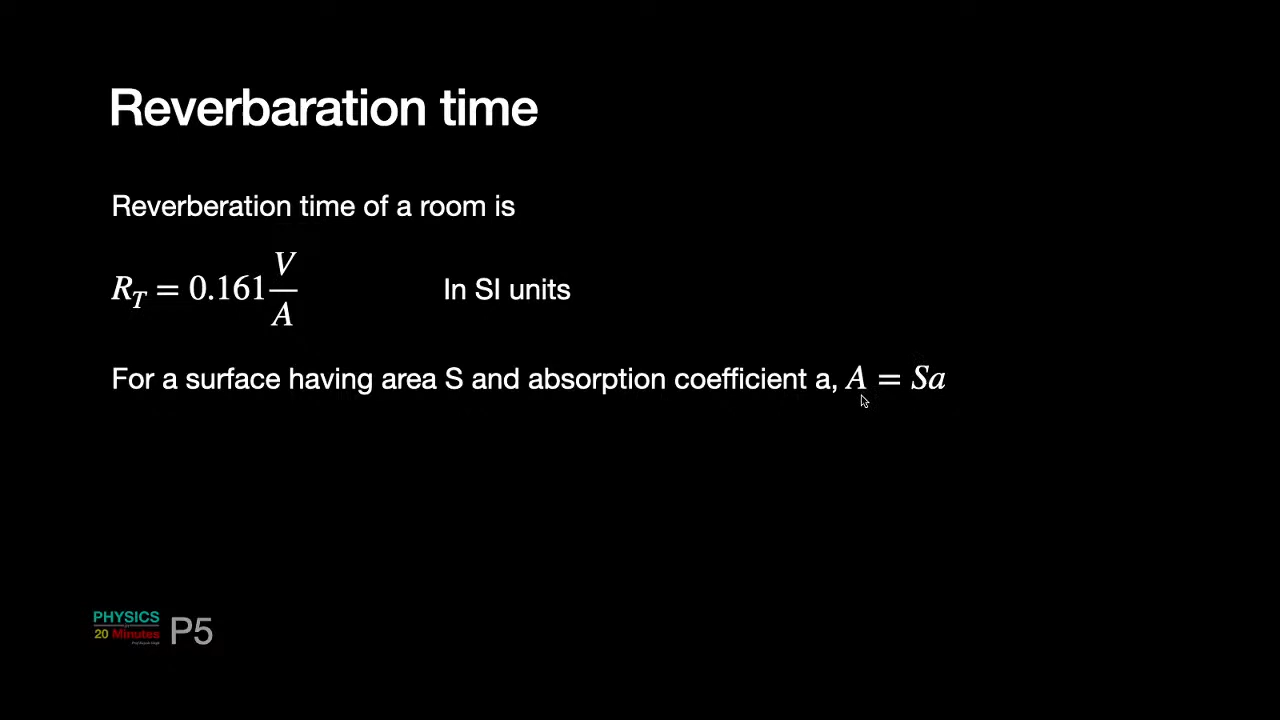 Reverbaration time
Reverberation time of a room is
R_T = 0.161 V/A In SI units
For a surface having area S and absorption coefficient a, A = Sa
PHYSICS
20 Minutes
P5